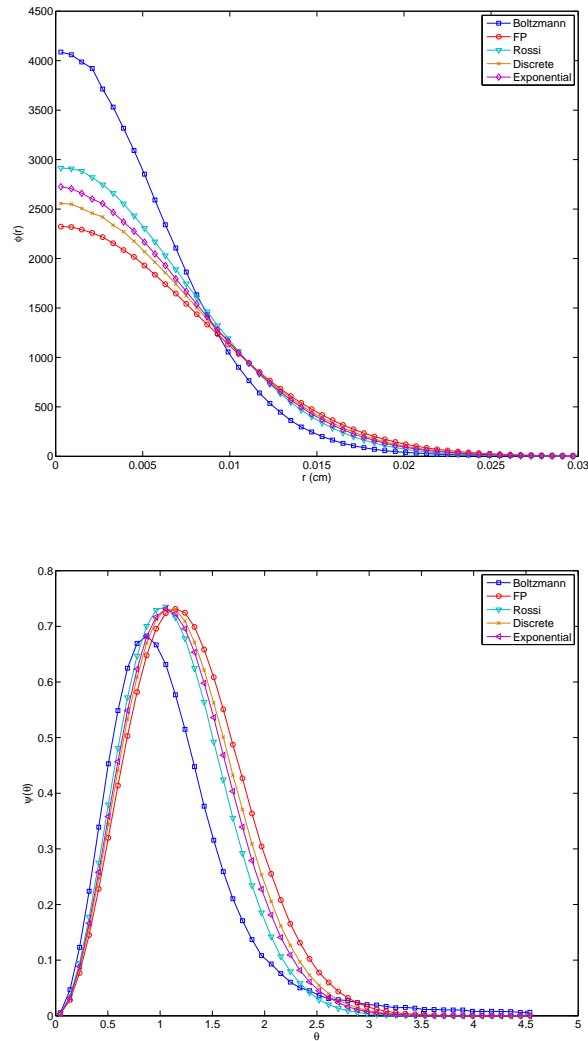 4500
4000
3500
3000
2500
2000
1500
1000
500
0
ϕ(r)
0 0.005 0.01 0.015 0.02 0.025 0.03
r (cm)
Boltzmann
FP
Rossi
Discrete
Exponential
0.8
0.7
0.6
0.5
0.4
0.3
0.2
0.1
0
ψ(θ)
0 0.5 1 1.5 2 2.5 3 3.5 4 4.5 5
θ
Boltzmann
FP
Rossi
Discrete
Exponential